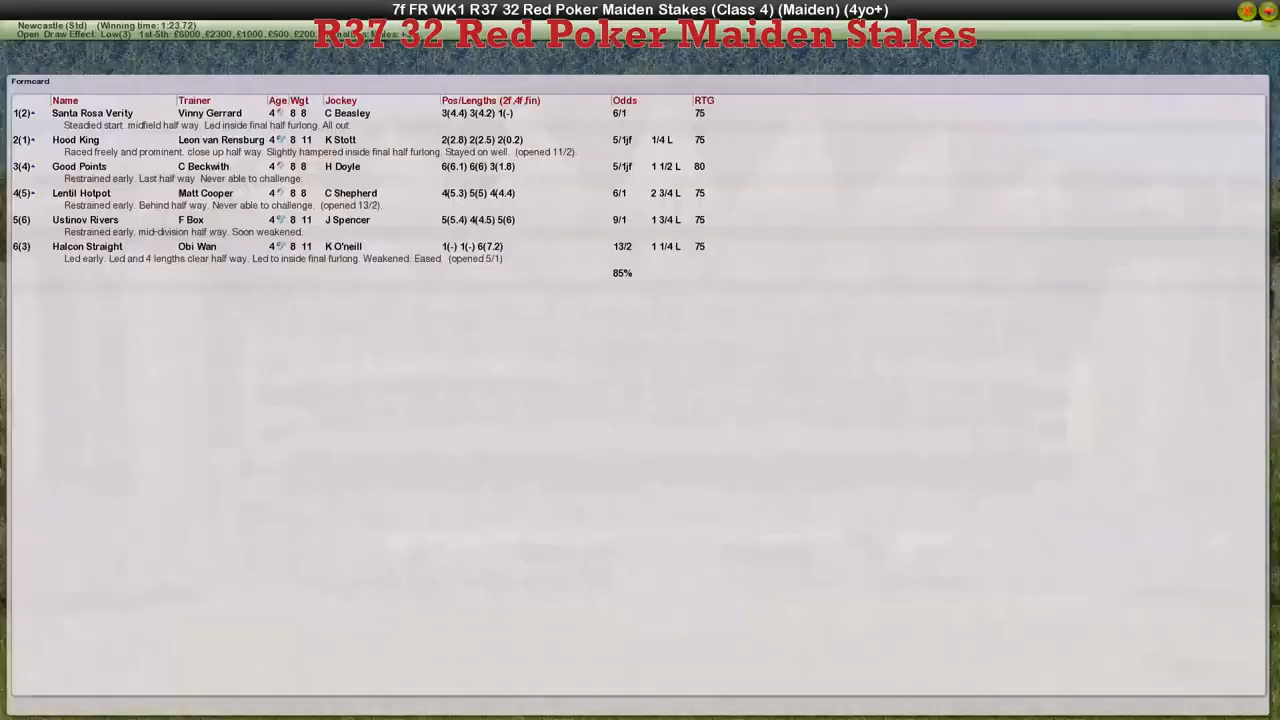 7f FR WK1 R37 32 Red Poker Maiden Stakes (Class 4) (Maiden) (4yo+)
R37 32 Red Poker Maiden Stakes
Newcastle (Std) (Winning time: 1:23.72)
Open Draw Effect: Low(3) 1st-5th: £6000, £2300, £1000, £500, £200
Formcard
Name Trainer Age Wgt Jockey Pos/Lengths (2f,4f,fin) Odds RTG
1(2) Santa Rosa Verity Vinny Gerrard 4 8 8 C Beasley 3(4.4) 3(4.2) 1(-) 6/1 75
Steadied start. midfield half way. Led inside final half furlong. All out.
2(1) Hood King Leon van Rensburg 4 8 11 K Stott 2(2.8) 2(2.5) 2(0.2) 5/1jf 1/4 L 75
Raced freely and prominent. close up half way. Slightly hampered inside final half furlong. Stayed on well. (opened 11/2).
3(4) Good Points C Beckwith 4 8 8 H Doyle 6(6.1) 6(6) 3(1.8) 5/1jf 1 1/2 L 80
Restrained early. Last half way. Never able to challenge.
4(5) Lentil Hotpot Matt Cooper 4 8 8 C Shepherd 4(5.3) 5(5) 4(4.4) 6/1 2 3/4 L 75
Restrained early. Behind half way. Never able to challenge. (opened 13/2).
5(6) Ustinov Rivers F Box 4 8 11 J Spencer 5(5.4) 4(4.5) 5(6) 9/1 1 3/4 L 75
Restrained early. mid-division half way. Soon weakened.
6(3) Halcon Straight Obi Wan 4 8 11 K O'neill 1(-) 1(-) 6(7.2) 13/2 1 1/4 L 75
Led early. Led and 4 lengths clear half way. Led to inside final furlong. Weakened. Eased. (opened 5/1)
85%